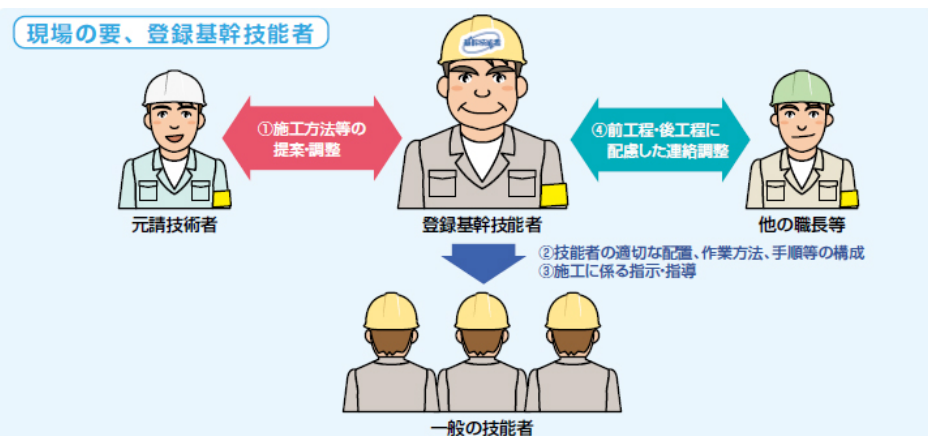 現場の要、登録基幹技能者
①施工方法等の
提案・調整
④前工程・後工程に
配慮した連絡調整
元請技術者
登録基幹技能者
他の職長等
②技能者の適切な配置、作業方法、手順等の構成
③施工に係る指示・指導
一般の技能者